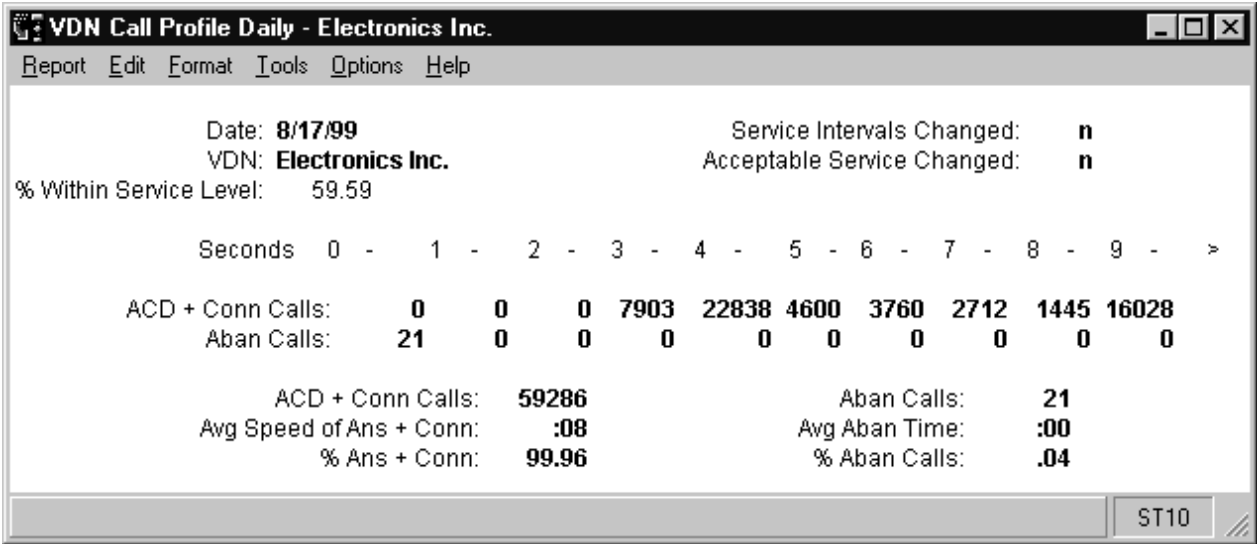 VDN Call Profile Daily - Electronics Inc.
Report Edit Format Tools Options Help
Date: 8/17/99 Service Intervals Changed: n
VDN: Electronics Inc. Acceptable Service Changed: n
% Within Service Level: 59.59
Seconds 0 - 1 - 2 - 3 - 4 - 5 - 6 - 7 - 8 - 9 - >
ACD + Conn Calls: 0 0 0 7903 22838 4600 3760 2712 1445 16028
Aban Calls: 21 0 0 0 0 0 0 0 0 0
ACD + Conn Calls: 59286 Aban Calls: 21
Avg Speed of Ans + Conn: :08 Avg Aban Time: :00
% Ans + Conn: 99.96 % Aban Calls: .04
ST10